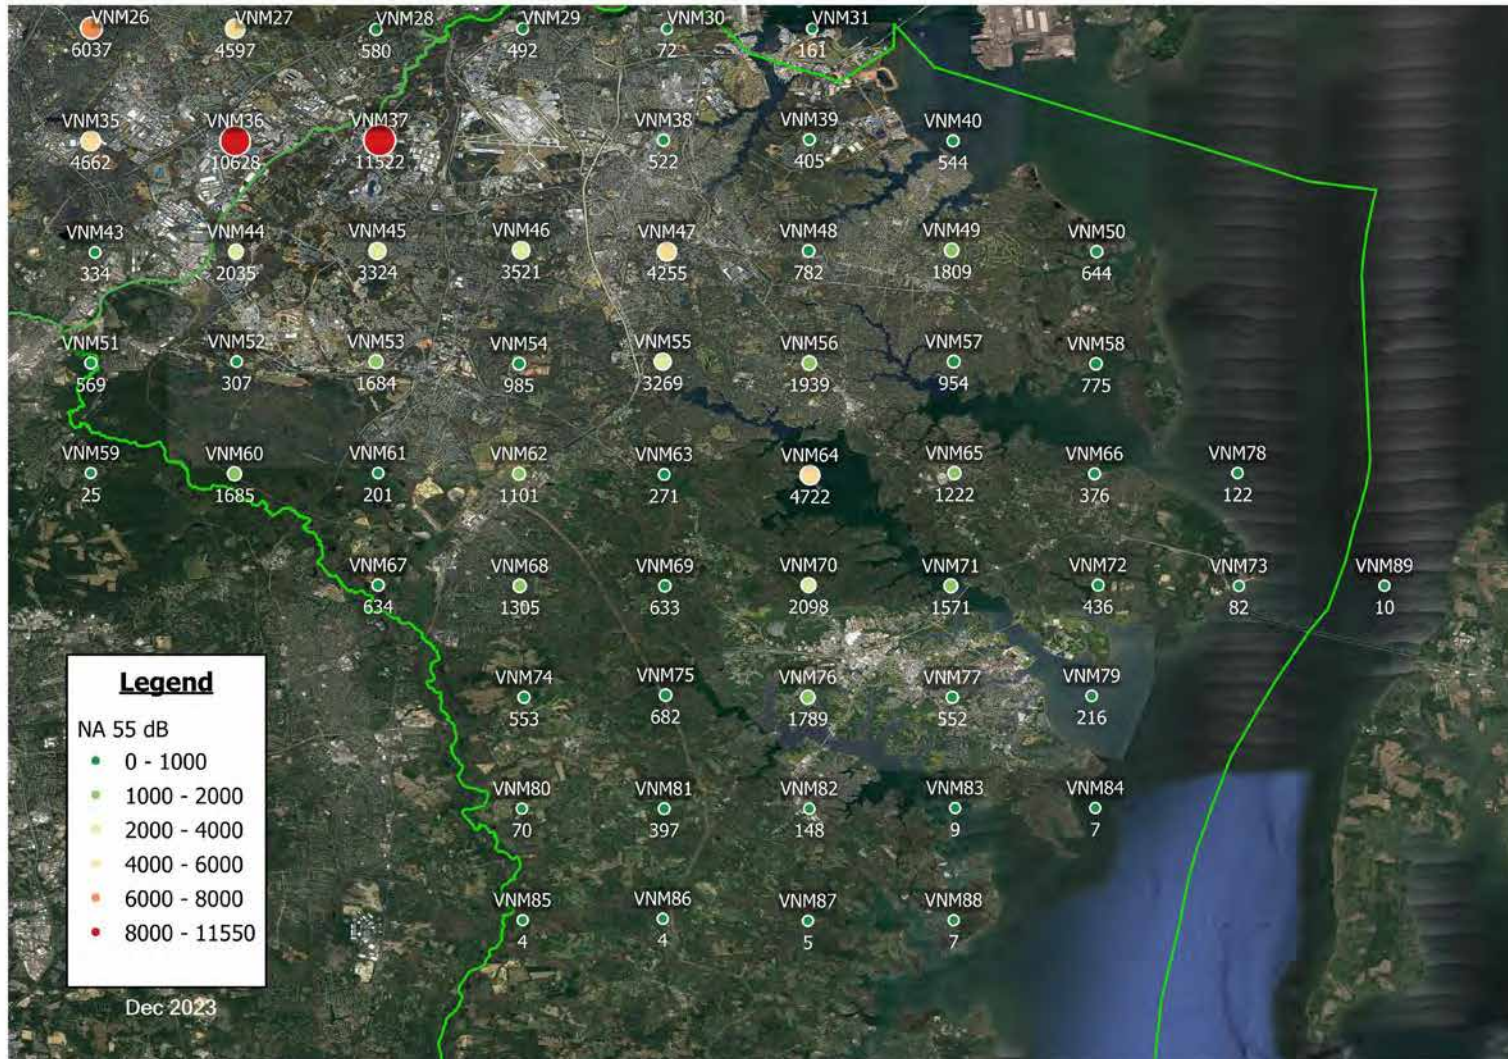 VNM26 VNM27 VNM28 VNM29 VNM30 VNM31
6037 4597 580 492 72 161
VNM35 VNM36 VNM37 VNM38 VNM39 VNM40
4662 10628 11522 522 405 544
VNM43 VNM44 VNM45 VNM46 VNM47 VNM48 VNM49 VNM50
334 2035 3324 3521 4255 782 1809 644
VNM51 VNM52 VNM53 VNM54 VNM55 VNM56 VNM57 VNM58
569 307 1684 985 3269 1939 954 775
VNM59 VNM60 VNM61 VNM62 VNM63 VNM64 VNM65 VNM66 VNM78
25 1685 201 1101 271 4722 1222 376 122
VNM67 VNM68 VNM69 VNM70 VNM71 VNM72 VNM73 VNM89
634 1305 633 2098 1571 436 82 10
VNM74 VNM75 VNM76 VNM77 VNM79
553 682 1789 552 216
VNM80 VNM81 VNM82 VNM83 VNM84
70 397 148 9 7
VNM85 VNM86 VNM87 VNM88
4 4 5 7
Legend
NA 55 dB
0 - 1000
1000 - 2000
2000 - 4000
4000 - 6000
6000 - 8000
8000 - 11550
Dec 2023